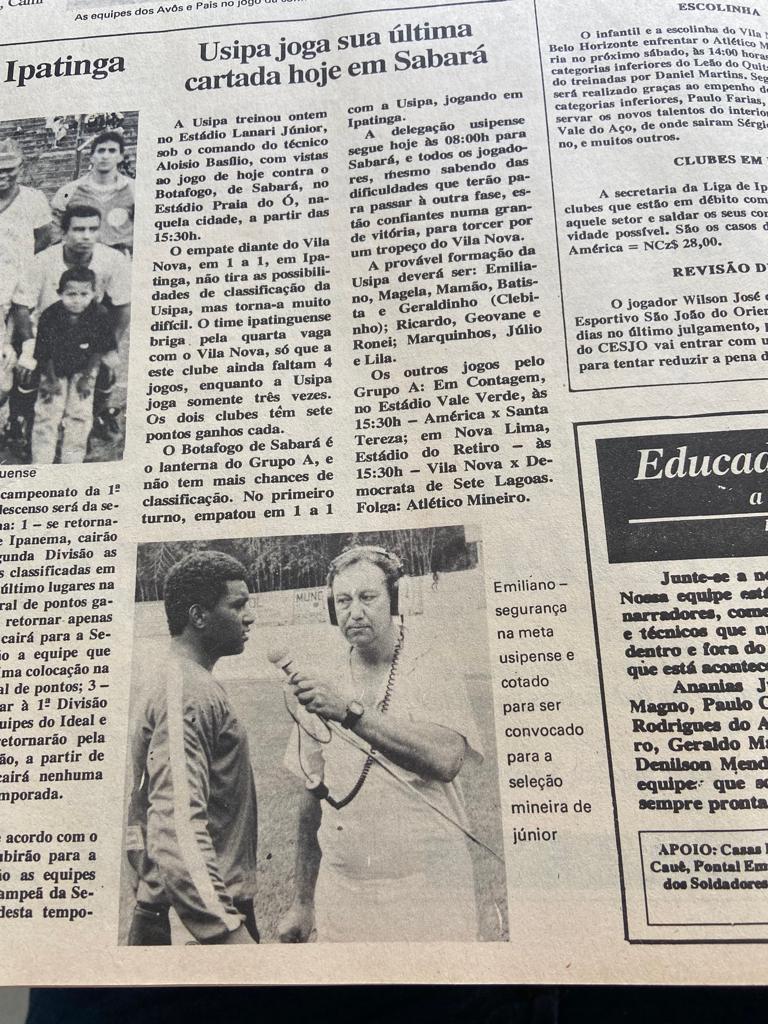 As equipes dos Avôs e Pais no jogo
Ipatinga
uense
campeonato da 1ª
descenso será da se-
a: 1 – se retorna-
e Ipanema, cairão
gunda Divisão as
s classificadas em
último lugares na
ral de pontos ga-
retornar apenas
cairá para a Se-
o a equipe que
ma colocação na
al de pontos; 3 –
ar à 1ª Divisão
uipes do Ideal e
retornarão pela
ão, a partir de
cairá nenhuma
mporada.
e acordo com o
ubirão para a
o as equipes
ampeã da Se-
desta tempo-
Usipa joga sua última
cartada hoje em Sabará
A Usipa treinou ontem
no Estádio Lanari Júnior,
sob o comando do técnico
Aloisio Basílio, com vistas
ao jogo de hoje contra o
Botafogo, de Sabará, no
Estádio Praia do Ó, na-
quela cidade, a partir das
15:30h.
O empate diante do Vila
Nova, em 1 a 1, em Ipa-
tinga, não tira as possibili-
dades de classificação da
Usipa, mas torna-a muito
difícil. O time ipatinguense
briga pela quarta vaga
com o Vila Nova, só que a
este clube ainda faltam 4
jogos, enquanto a Usipa
joga somente três vezes.
Os dois clubes têm sete
pontos ganhos cada.
O Botafogo de Sabará é
o lanterna do Grupo A, e
não tem mais chances de
classificação. No primeiro
turno, empatou em 1 a 1
com a Usipa, jogando em
Ipatinga.
A delegação usipense
segue hoje às 08:00h para
Sabará, e todos os jogado-
res, mesmo sabendo das
dificuldades que terão pa-
ra passar à outra fase, es-
tão confiantes numa gran-
de vitória, para torcer por
um tropeço do Vila Nova.
A provável formação da
Usipa deverá ser: Emilia-
no, Magela, Mamão, Batis-
ta e Geraldinho (Clebi-
nho); Ricardo, Geovane e
Ronei; Marquinhos, Júlio
e Lila.
Os outros jogos pelo
Grupo A: Em Contagem,
no Estádio Vale Verde, às
15:30h – América x Santa
Tereza; em Nova Lima,
Estádio do Retiro – às
15:30h – Vila Nova x De-
mocrata de Sete Lagoas.
Folga: Atlético Mineiro.
MUND
Emiliano –
segurança
na meta
usipense e
cotado
para ser
convocado
para a
seleção
mineira de
júnior
ESCOLINHA
O infantil e a escolinha do Vila
Belo Horizonte enfrentar o Atlético M
ria no próximo sábado, às 14:00 horas
categorias inferiores do Leão do Quit
do treinadas por Daniel Martins. Seg
será realizado graças ao empenho de
categorias inferiores, Paulo Farias,
servar os novos talentos do interior
Vale do Aço, de onde sairam Sérgi
no, e muitos outros.
CLUBES EM
A secretaria da Liga de Ip
clubes que estão em débito com
aquele setor e saldar os seus com
vidade possível. São os casos d
América = NCz$ 28,00.
REVISÃO D
O jogador Wilson José
Esportivo São João do Orien
dias no último julgamento,
do CESJO vai entrar com u
para tentar reduzir a pena d
Educad
a
Junte-se a n
Nossa equipe está
narradores, come
e técnicos que nu
dentro e fora do
que está acontece
Ananias J
Magno, Paulo C
Rodrigues do A
ro, Geraldo Ma
Denilson Mend
equipe: que so
sempre pronta
APOIO: Casas
Cauê, Pontal Em
dos Soldadores